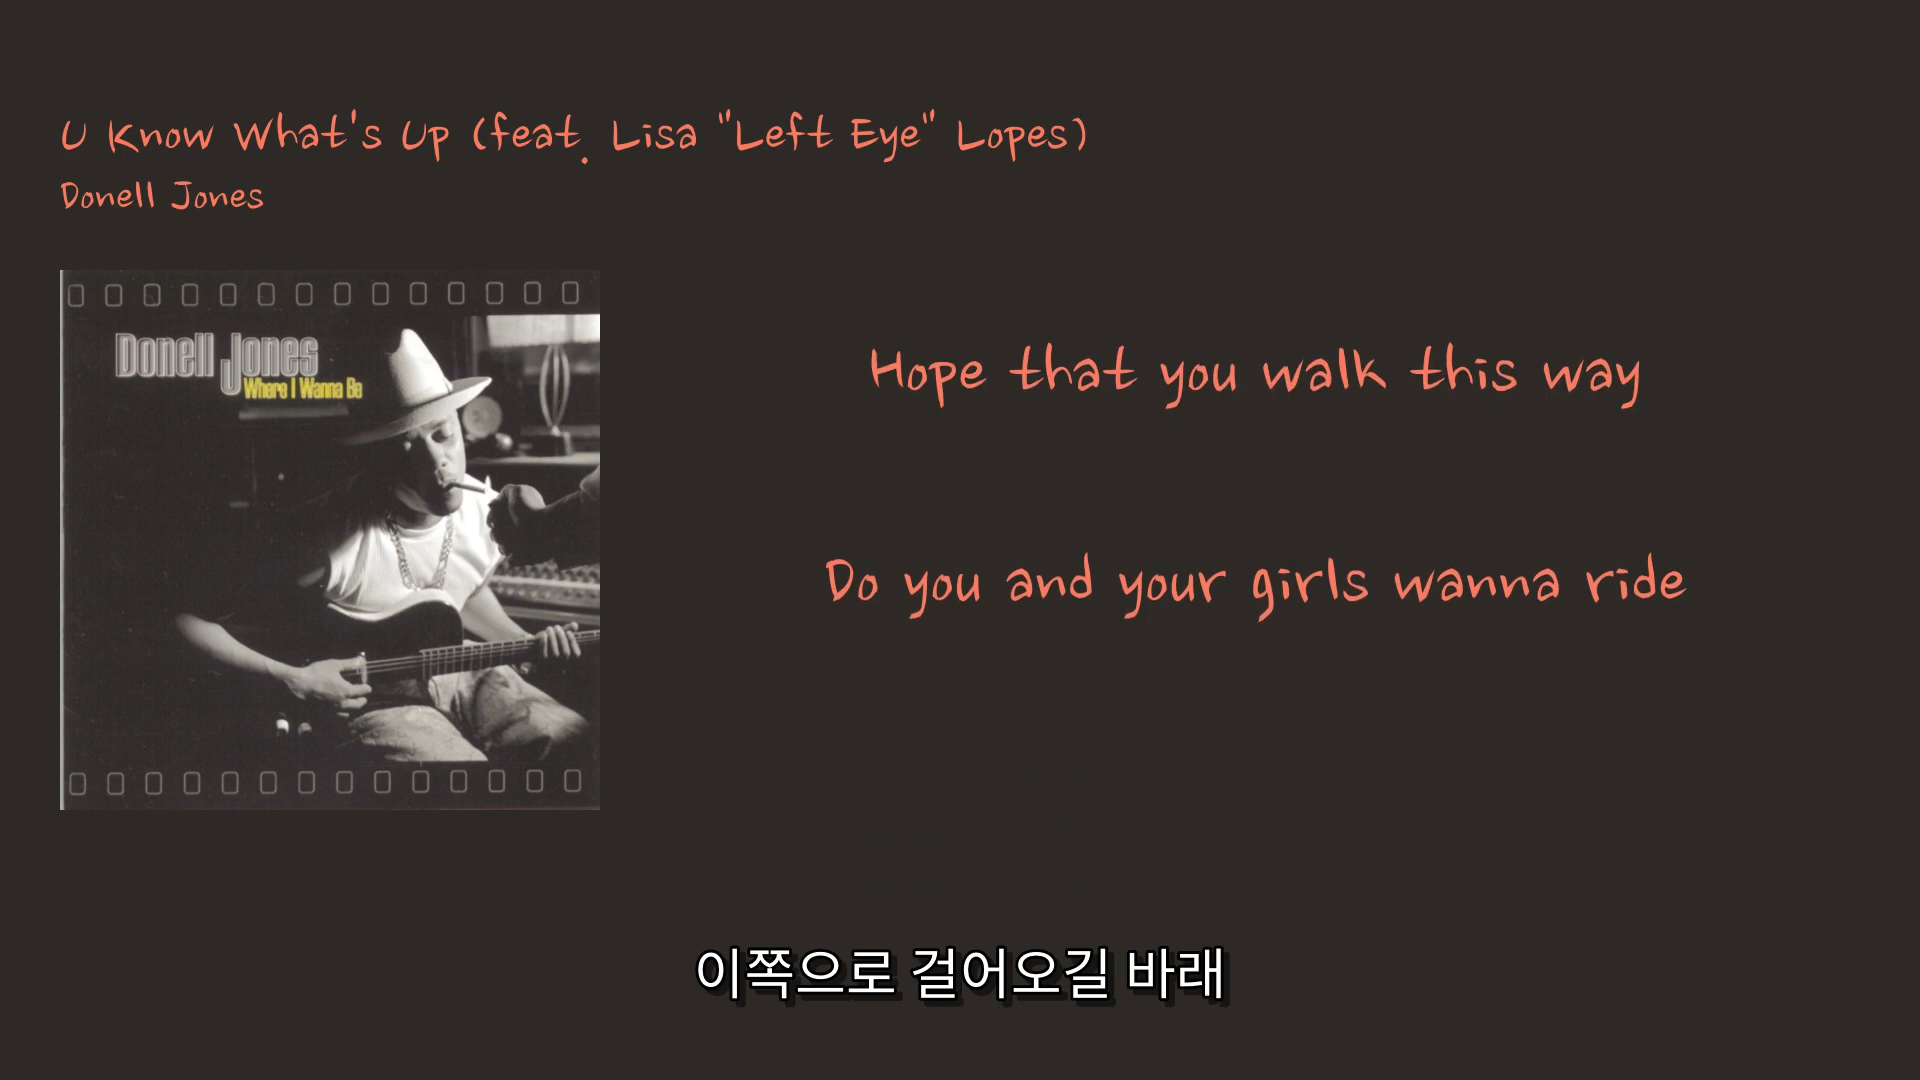 U Know What's Up (feat. Lisa "Left Eye" Lopes)
Donell Jones
Donell Jones
Where I Wanna Be
Hope that you walk this way
Do you and your girls wanna ride
이쪽으로 걸어오길 바래